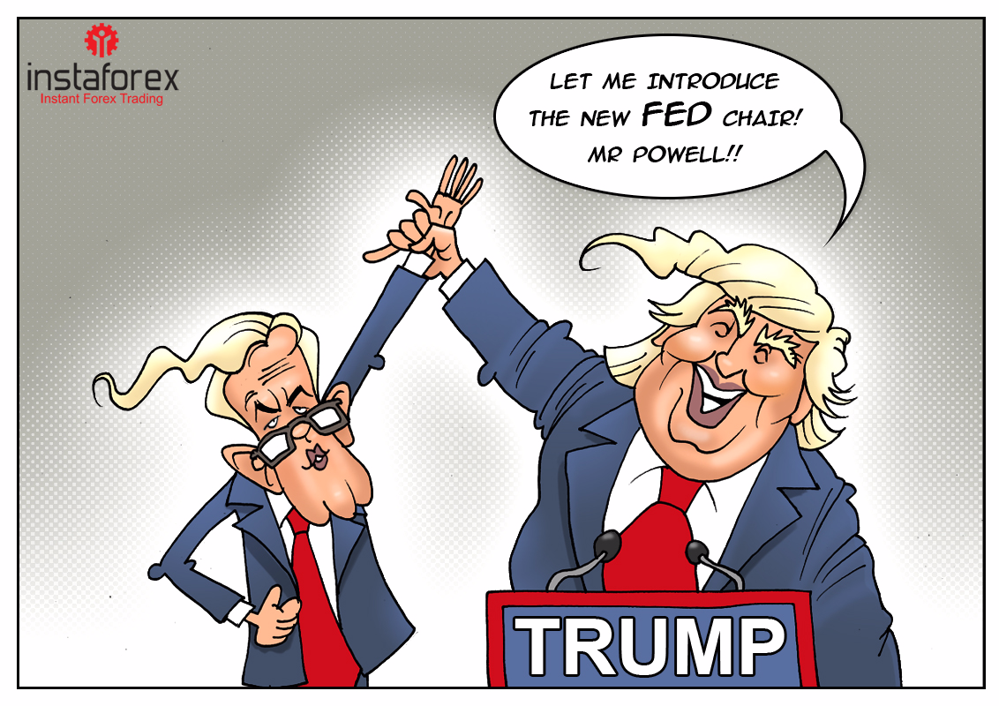 instaforex
Instant Forex Trading
LET ME INTRODUCE
THE NEW FED CHAIR!
MR POWELL!!
TRUMP